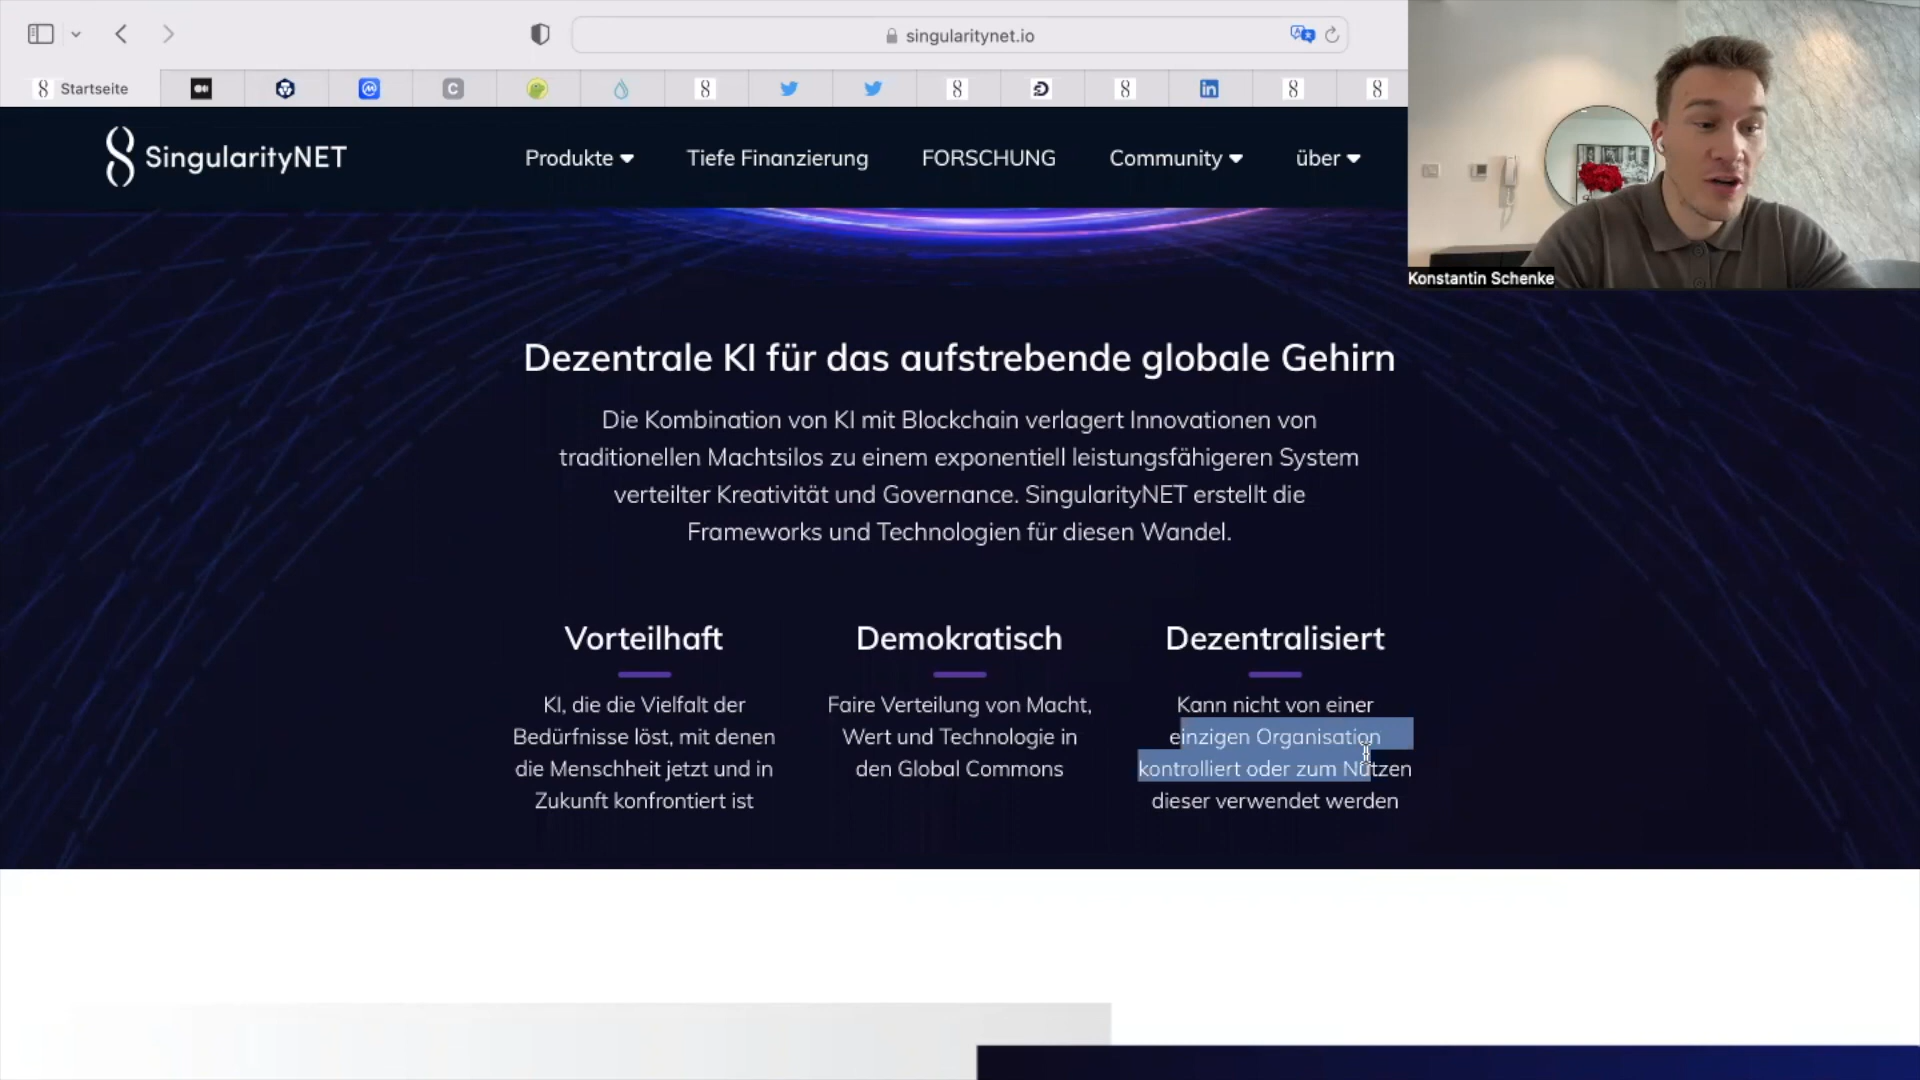 singularitynet.io
Startseite
SingularityNET
Produkte
Tiefe Finanzierung
FORSCHUNG
Community
über
Konstantin Schenke
Dezentrale KI für das aufstrebende globale Gehirn
Die Kombination von KI mit Blockchain verlagert Innovationen von
traditionellen Machtsilos zu einem exponentiell leistungsfähigeren System
verteilter Kreativität und Governance. SingularityNET erstellt die
Frameworks und Technologien für diesen Wandel.
Vorteilhaft
KI, die die Vielfalt der
Bedürfnisse löst, mit denen
die Menschheit jetzt und in
Zukunft konfrontiert ist
Demokratisch
Faire Verteilung von Macht,
Wert und Technologie in
den Global Commons
Dezentralisiert
Kann nicht von einer
einzigen Organisation
kontrolliert oder zum Nutzen
dieser verwendet werden